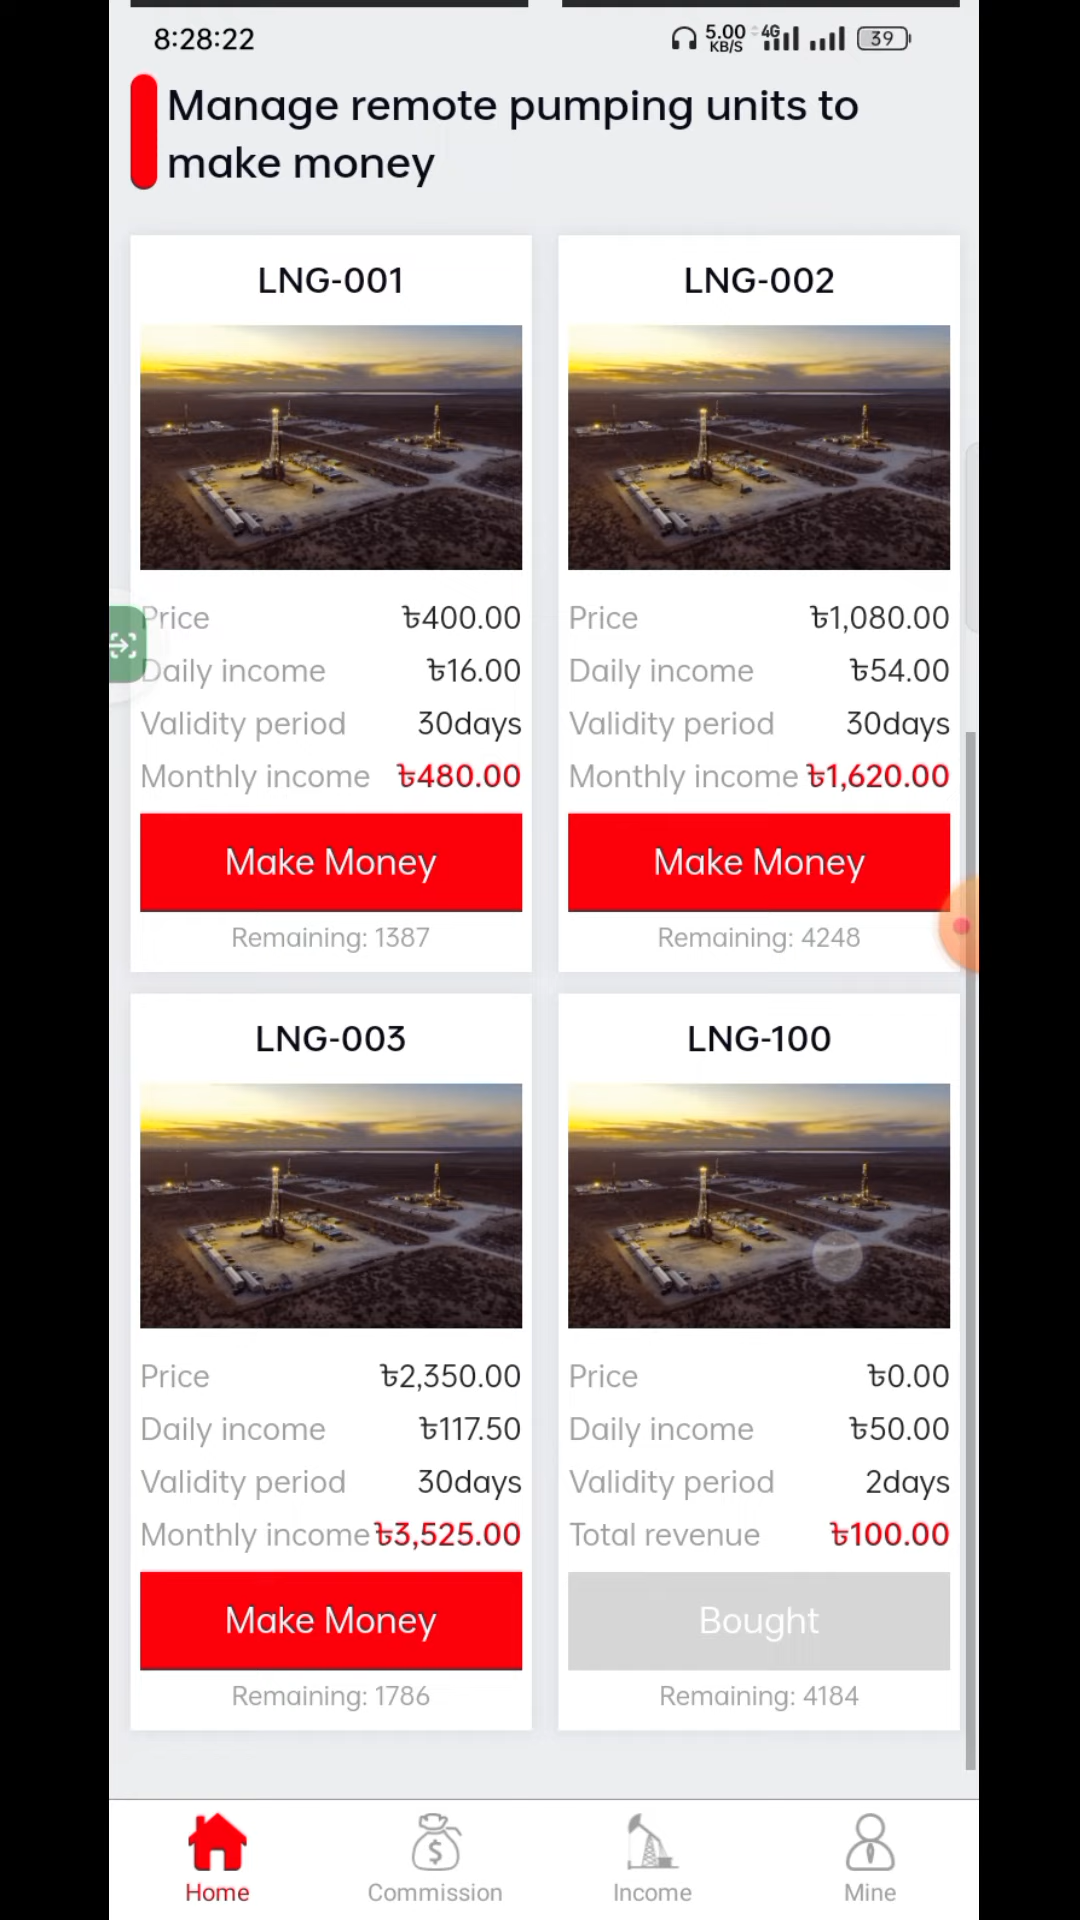 8:28:22
5.00 KB/S 4G 39
Manage remote pumping units to
make money
LNG-001
Price ৳400.00
Daily income ৳16.00
Validity period 30days
Monthly income ৳480.00
Make Money
Remaining: 1387
LNG-002
Price ৳1,080.00
Daily income ৳54.00
Validity period 30days
Monthly income ৳1,620.00
Make Money
Remaining: 4248
LNG-003
Price ৳2,350.00
Daily income ৳117.50
Validity period 30days
Monthly income ৳3,525.00
Make Money
Remaining: 1786
LNG-100
Price ৳0.00
Daily income ৳50.00
Validity period 2days
Total revenue ৳100.00
Bought
Remaining: 4184
Home Commission Income Mine